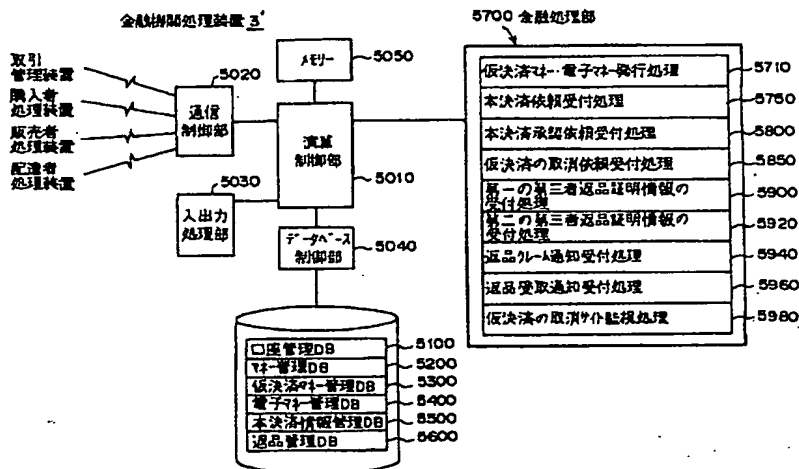 金融機関処理装置 3'
取引
管理装置
購入者
処理装置
販売者
処理装置
配達者
処理装置
5020
通信
制御部
メモリー
5050
演算
制御部
5010
5030
入出力
処理部
データベース
制御部
5040
口座管理DB
5100
マネー管理DB
5200
仮決済マネー管理DB
5300
電子マネー管理DB
5400
本決済情報管理DB
5500
返品管理DB
5600
5700 金融処理部
仮決済マネー・電子マネー発行処理
5710
本決済依頼受付処理
5750
本決済承認依頼受付処理
5800
仮決済の取消依頼受付処理
5850
第一の第三者返品証明情報の
受付処理
5900
第二の第三者返品証明情報の
受付処理
5920
返品クレーム通知受付処理
5940
返品受取通知受付処理
5960
仮決済の取消サイト監視処理
5980